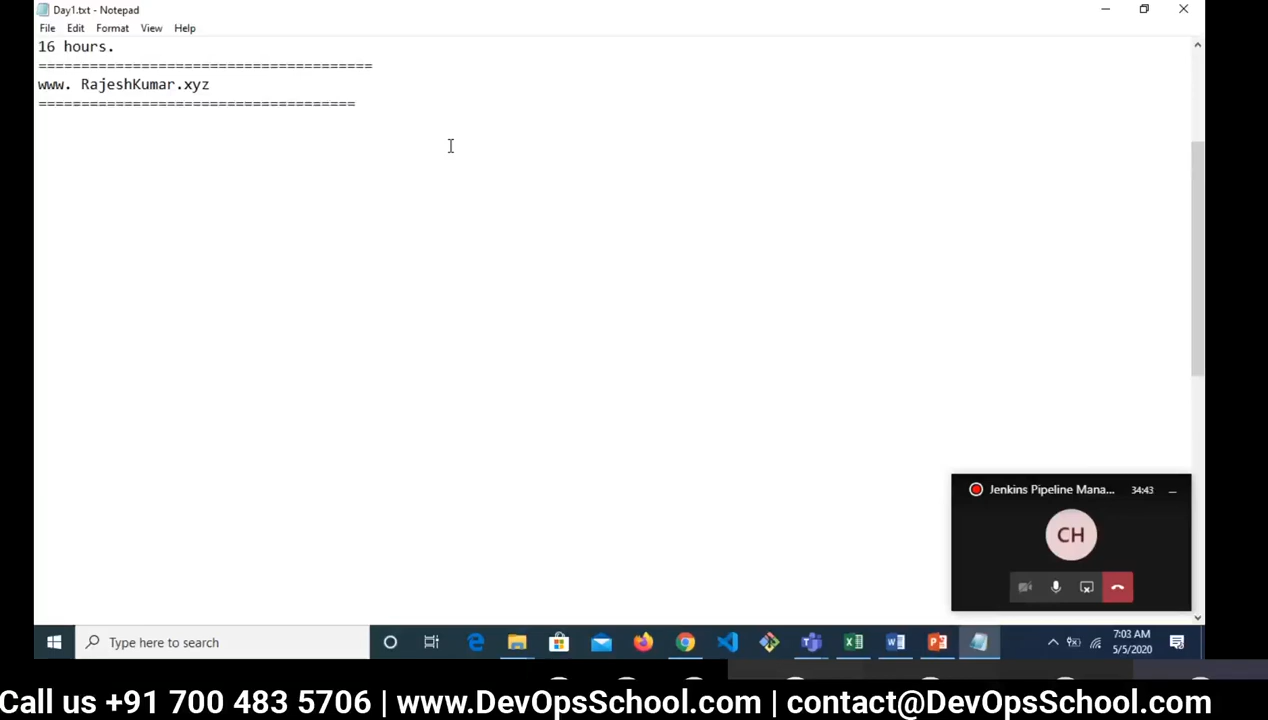 Day1.txt - Notepad
File Edit Format View Help
16 hours.
=======================================
www. RajeshKumar.xyz
=====================================
Jenkins Pipeline Mana... 34:43
CH
Type here to search
7:03 AM
5/5/2020
Call us +91 700 483 5706 | www.DevOpsSchool.com | contact@DevOpsSchool.com